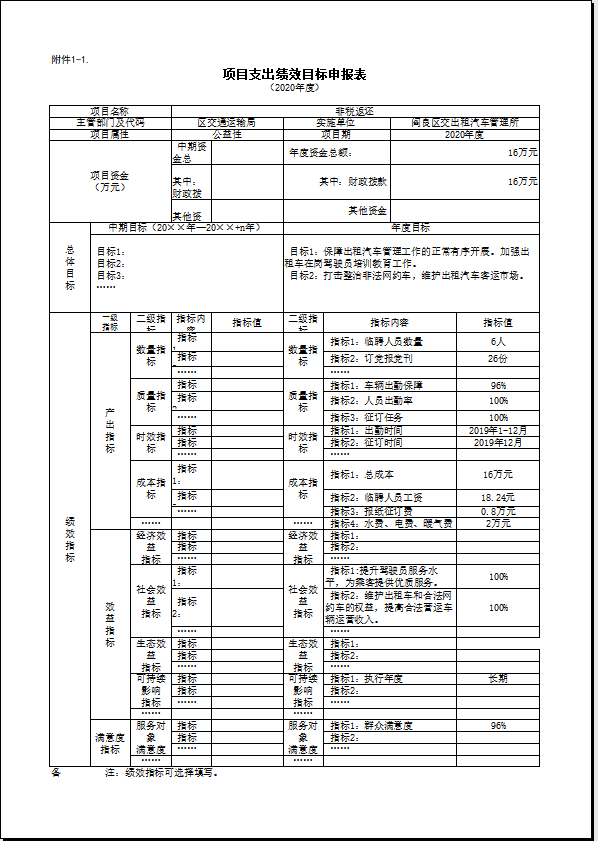 附件1-1.
项目支出绩效目标申报表
（2020年度）
项目名称 非税返还
主管部门及代码 区交通运输局 实施单位 阎良区交出租汽车管理所
项目属性 公益性 项目期 2020年度
项目资金
（万元）
中期资金总 年度资金总额： 16万元
其中：财政拨 其中：财政拨款 16万元
其他资 其他资金
总体目标
中期目标（20××年—20××+n年） 年度目标
目标1：
目标2：
目标3：
……
目标1：保障出租汽车管理工作的正常有序开展。加强出
租车在岗驾驶员培训教育工作。
目标2：打击整治非法网约车，维护出租汽车客运市场。
绩效指标
一级指标 二级指标 指标内容 指标值 二级指标 指标内容 指标值
产出指标
数量指标 指标 数量指标 指标1：临聘人员数量 6人
指标 指标2：订党报党刊 26份
…… ……
质量指标 指标 质量指标 指标1：车辆出勤保障 96%
指标 指标2：人员出勤率 100%
…… 指标3：征订任务 100%
时效指标 指标 时效指标 指标1：出勤时间 2019年1-12月
指标 指标2：征订时间 2019年12月
…… ……
成本指标 指标1： 成本指标 指标1：总成本 16万元
指标 指标2：临聘人员工资 18.24元
…… 指标3：报纸征订费 0.8万元
…… …… 指标4：水费、电费、暖气费 2万元
效益指标
经济效益指标 指标 经济效益指标 指标1：
指标 指标2：
…… ……
社会效益指标 指标1： 社会效益指标 指标1:提升驾驶员服务水
平，为乘客提供优质服务。 100%
指标2： 指标2：维护出租车和合法网
约车的权益，提高合法营运车
辆运营收入。 100%
…… ……
生态效益指标 指标 生态效益指标 指标1：
指标 指标2：
…… ……
可持续影响指标 指标 可持续影响指标 指标1：执行年度 长期
指标 指标2：
…… ……
…… ……
满意度指标
服务对象满意度 指标 服务对象满意度 指标1：群众满意度 96%
指标 指标2：
…… ……
…… ……
备 注：绩效指标可选择填写。